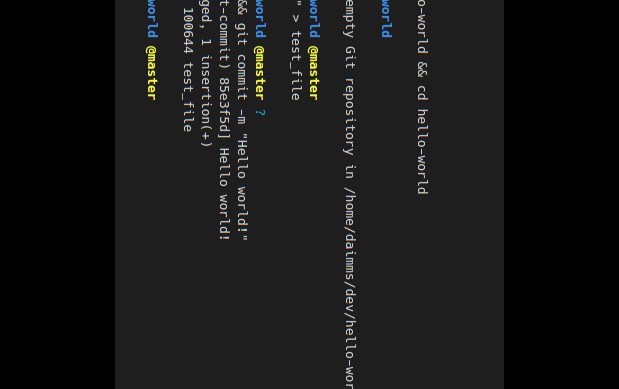 o-world && cd hello-world
world
empty Git repository in /home/daimms/dev/hello-wor
world @master
" > test_file
world @master ?
&& git commit -m "Hello world!"
t-commit) 85e3f5d] Hello world!
ged, 1 insertion(+)
100644 test_file
world @master